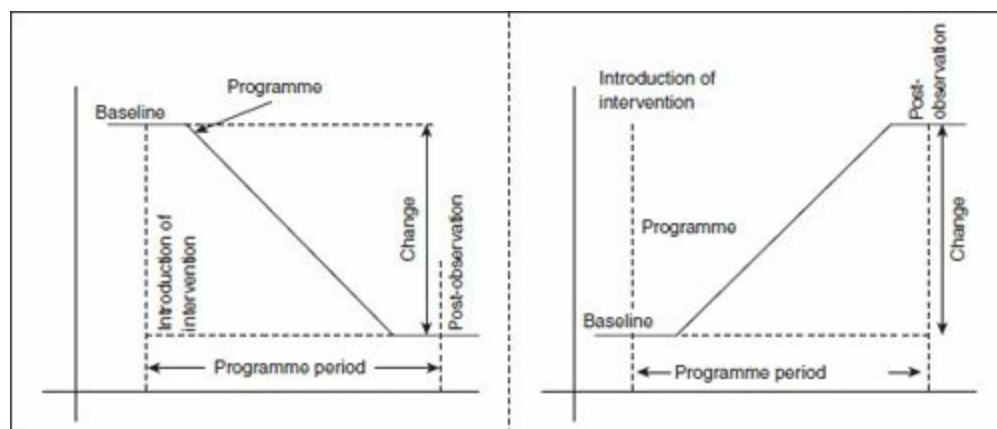 Programme
Baseline
Introduction of
intervention
Change
Post-observation
Programme period
Introduction of
intervention
Post-
observation
Programme
Change
Baseline
Programme period